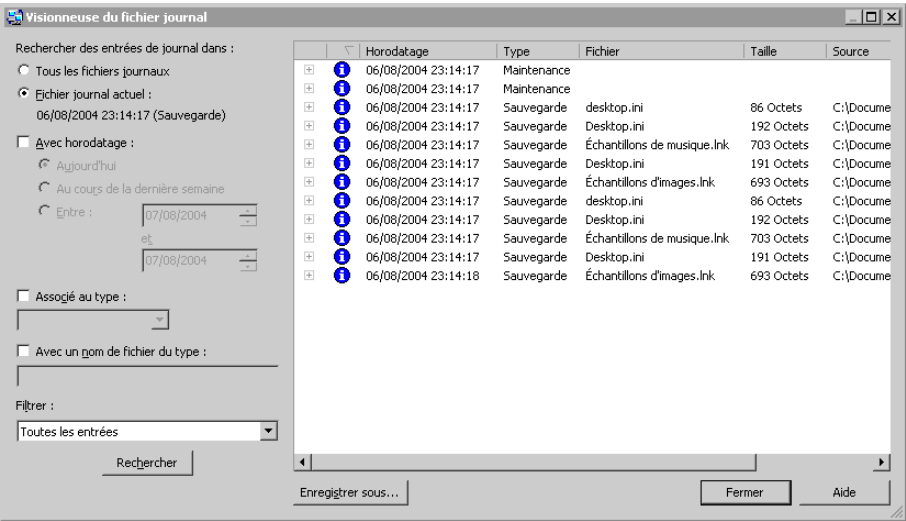 Visionneuse du fichier journal
Rechercher des entrées de journal dans :
Tous les fichiers journaux
Fichier journal actuel :
06/08/2004 23:14:17 (Sauvegarde)
Avec horodatage :
Aujourd'hui
Au cours de la dernière semaine
Entre :
07/08/2004
et
07/08/2004
Associé au type :
Avec un nom de fichier du type :
Filtrer :
Toutes les entrées
Rechercher
Horodatage Type Fichier Taille Source
06/08/2004 23:14:17 Maintenance
06/08/2004 23:14:17 Maintenance
06/08/2004 23:14:17 Sauvegarde desktop.ini 86 Octets C:\Docume
06/08/2004 23:14:17 Sauvegarde Desktop.ini 192 Octets C:\Docume
06/08/2004 23:14:17 Sauvegarde Échantillons de musique.lnk 703 Octets C:\Docume
06/08/2004 23:14:17 Sauvegarde Desktop.ini 191 Octets C:\Docume
06/08/2004 23:14:17 Sauvegarde Échantillons d'images.lnk 693 Octets C:\Docume
06/08/2004 23:14:17 Sauvegarde desktop.ini 86 Octets C:\Docume
06/08/2004 23:14:17 Sauvegarde Desktop.ini 192 Octets C:\Docume
06/08/2004 23:14:17 Sauvegarde Échantillons de musique.lnk 703 Octets C:\Docume
06/08/2004 23:14:17 Sauvegarde Desktop.ini 191 Octets C:\Docume
06/08/2004 23:14:18 Sauvegarde Échantillons d'images.lnk 693 Octets C:\Docume
Enregistrer sous... Fermer Aide